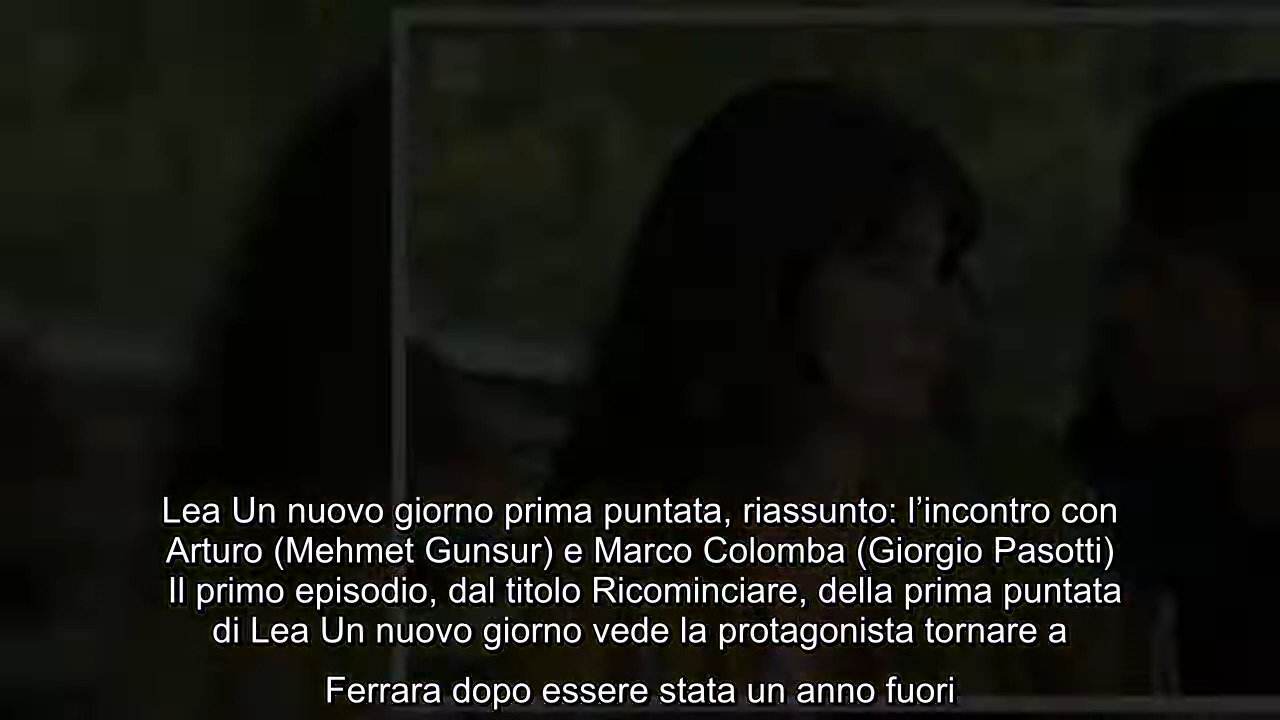 Lea Un nuovo giorno prima puntata, riassunto: l’incontro con
Arturo (Mehmet Gunsur) e Marco Colomba (Giorgio Pasotti)
Il primo episodio, dal titolo Ricominciare, della prima puntata
di Lea Un nuovo giorno vede la protagonista tornare a
Ferrara dopo essere stata un anno fuori